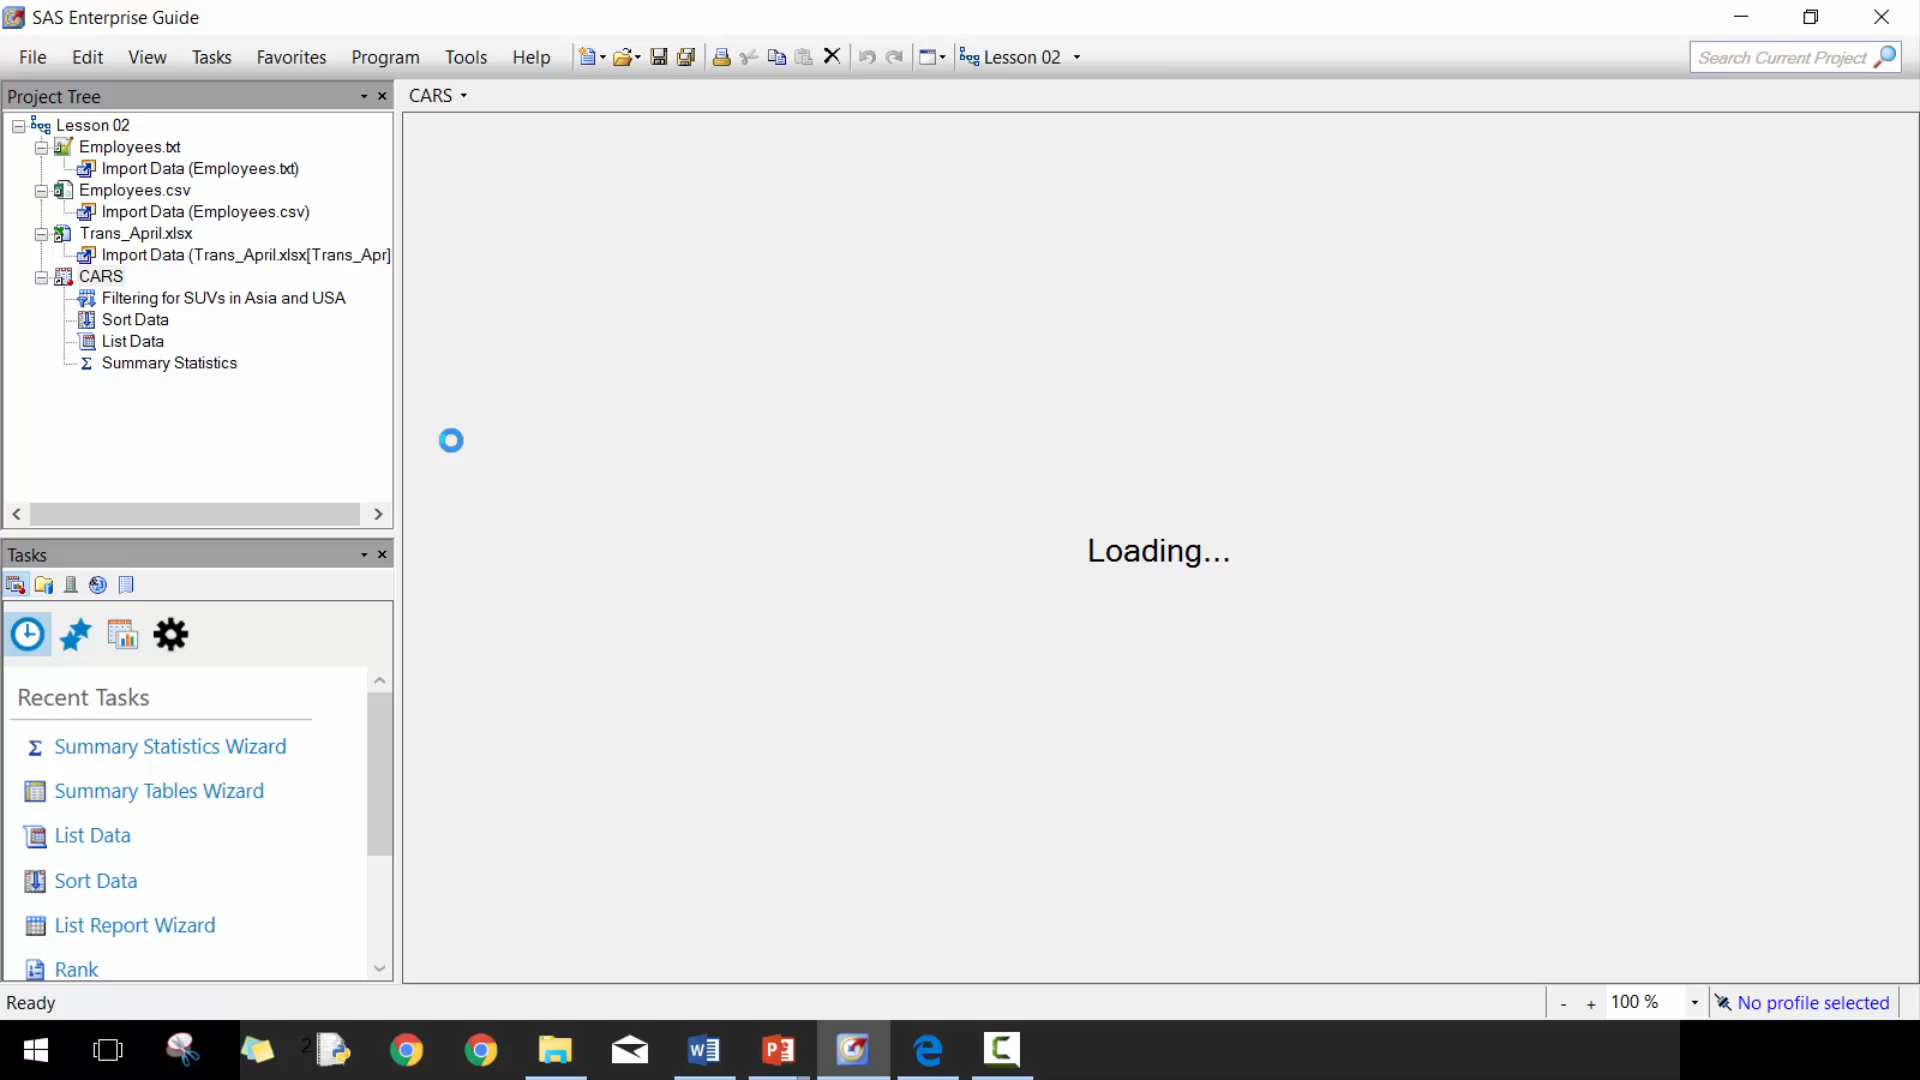 SAS Enterprise Guide
File Edit View Tasks Favorites Program Tools Help Lesson 02 Search Current Project
Project Tree
CARS
Lesson 02
Employees.txt
Import Data (Employees.txt)
Employees.csv
Import Data (Employees.csv)
Trans_April.xlsx
Import Data (Trans_April.xlsx[Trans_Apr]
CARS
Filtering for SUVs in Asia and USA
Sort Data
List Data
Summary Statistics
Loading...
Tasks
Recent Tasks
Summary Statistics Wizard
Summary Tables Wizard
List Data
Sort Data
List Report Wizard
Rank
Ready
- + 100 % No profile selected
2